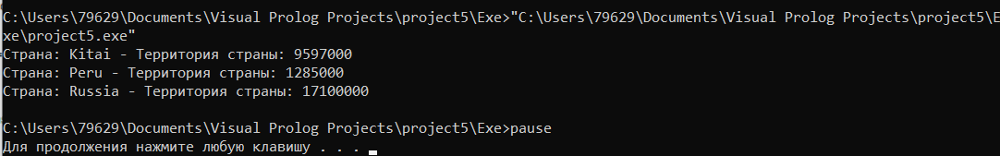 C:\Users\79629\Documents\Visual Prolog Projects\project5\Exe>"C:\Users\79629\Documents\Visual Prolog Projects\project5\E
xe\project5.exe"
Страна: Kitai - Территория страны: 9597000
Страна: Peru - Территория страны: 1285000
Страна: Russia - Территория страны: 17100000
C:\Users\79629\Documents\Visual Prolog Projects\project5\Exe>pause
Для продолжения нажмите любую клавишу . . .